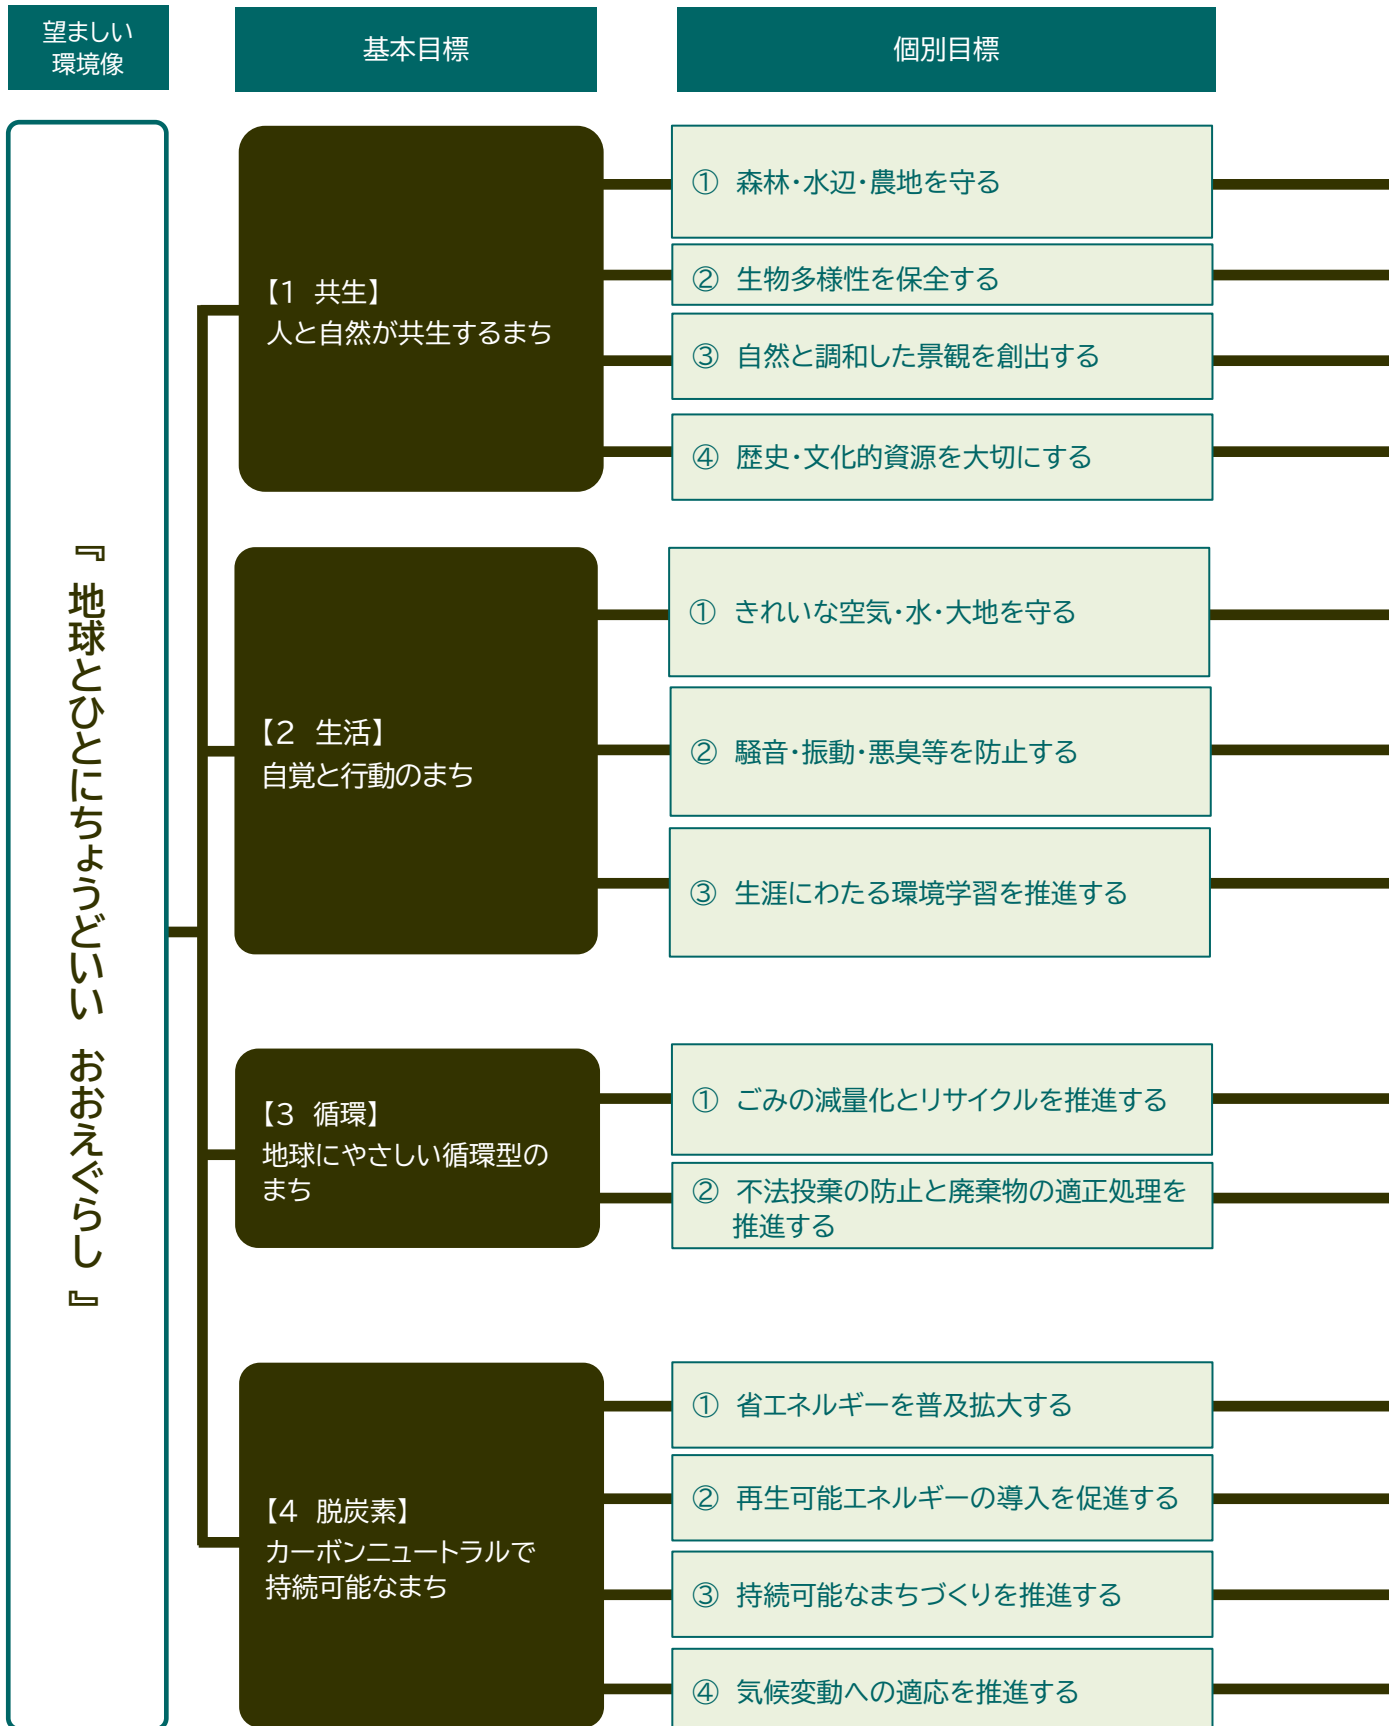 望ましい
環境像
基本目標
個別目標
『 地球とひとにちょうどいい　おおえぐらし 』
【1　共生】
人と自然が共生するまち
①　森林・水辺・農地を守る
②　生物多様性を保全する
③　自然と調和した景観を創出する
④　歴史・文化的資源を大切にする
【2　生活】
自覚と行動のまち
①　きれいな空気・水・大地を守る
②　騒音・振動・悪臭等を防止する
③　生涯にわたる環境学習を推進する
【3　循環】
地球にやさしい循環型の
まち
①　ごみの減量化とリサイクルを推進する
②　不法投棄の防止と廃棄物の適正処理を
推進する
【4　脱炭素】
カーボンニュートラルで
持続可能なまち
①　省エネルギーを普及拡大する
②　再生可能エネルギーの導入を促進する
③　持続可能なまちづくりを推進する
④　気候変動への適応を推進する